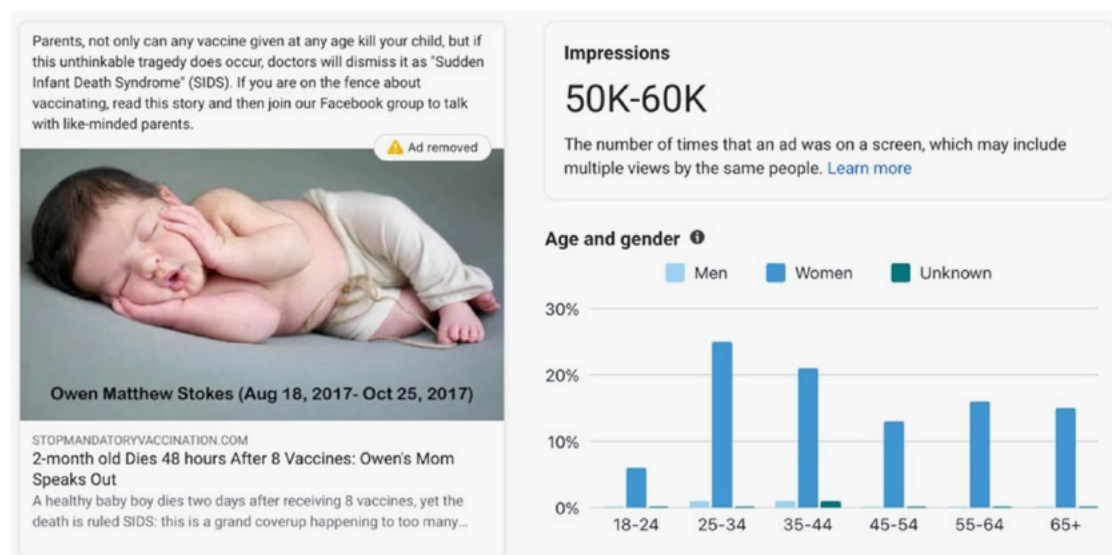 Parents, not only can any vaccine given at any age kill your child, but if
this unthinkable tragedy does occur, doctors will dismiss it as "Sudden
Infant Death Syndrome" (SIDS). If you are on the fence about
vaccinating, read this story and then join our Facebook group to talk
with like-minded parents.
Ad removed
Owen Matthew Stokes (Aug 18, 2017- Oct 25, 2017)
STOPMANDATORYVACCINATION.COM
2-month old Dies 48 hours After 8 Vaccines: Owen's Mom
Speaks Out
A healthy baby boy dies two days after receiving 8 vaccines, yet the
death is ruled SIDS: this is a grand coverup happening to too many...
Impressions
50K-60K
The number of times that an ad was on a screen, which may include
multiple views by the same people. Learn more
Age and gender
Men Women Unknown
30%
20%
10%
0%
18-24 25-34 35-44 45-54 55-64 65+